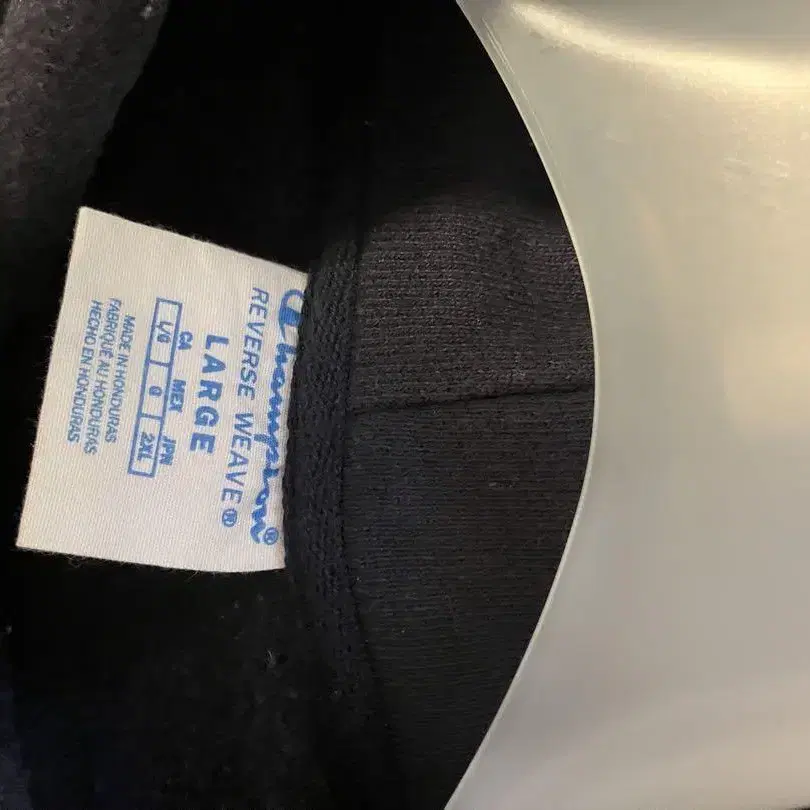 Champion®
REVERSE WEAVE®
LARGE
CA MEX JPN
L/G G 2XL
MADE IN HONDURAS
FABRIQUE AU HONDURAS
HECHO EN HONDURAS